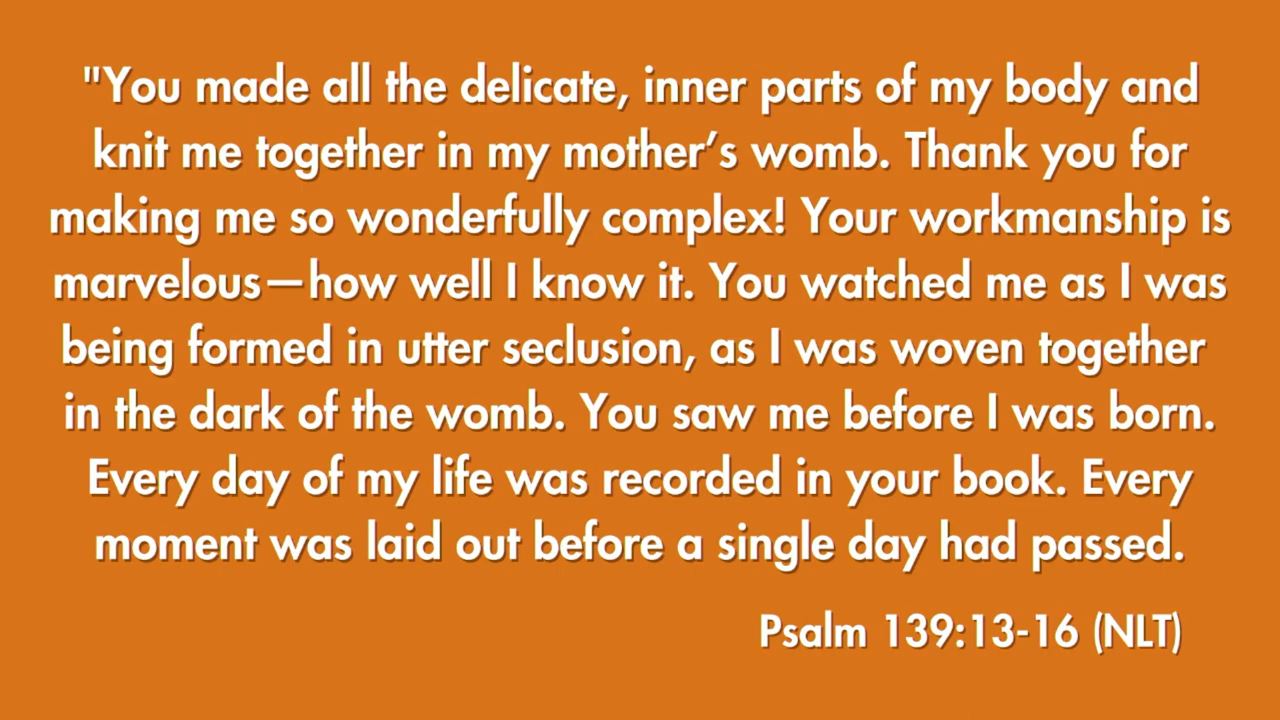 "You made all the delicate, inner parts of my body and
knit me together in my mother’s womb. Thank you for
making me so wonderfully complex! Your workmanship is
marvelous—how well I know it. You watched me as I was
being formed in utter seclusion, as I was woven together
in the dark of the womb. You saw me before I was born.
Every day of my life was recorded in your book. Every
moment was laid out before a single day had passed.
Psalm 139:13-16 (NLT)